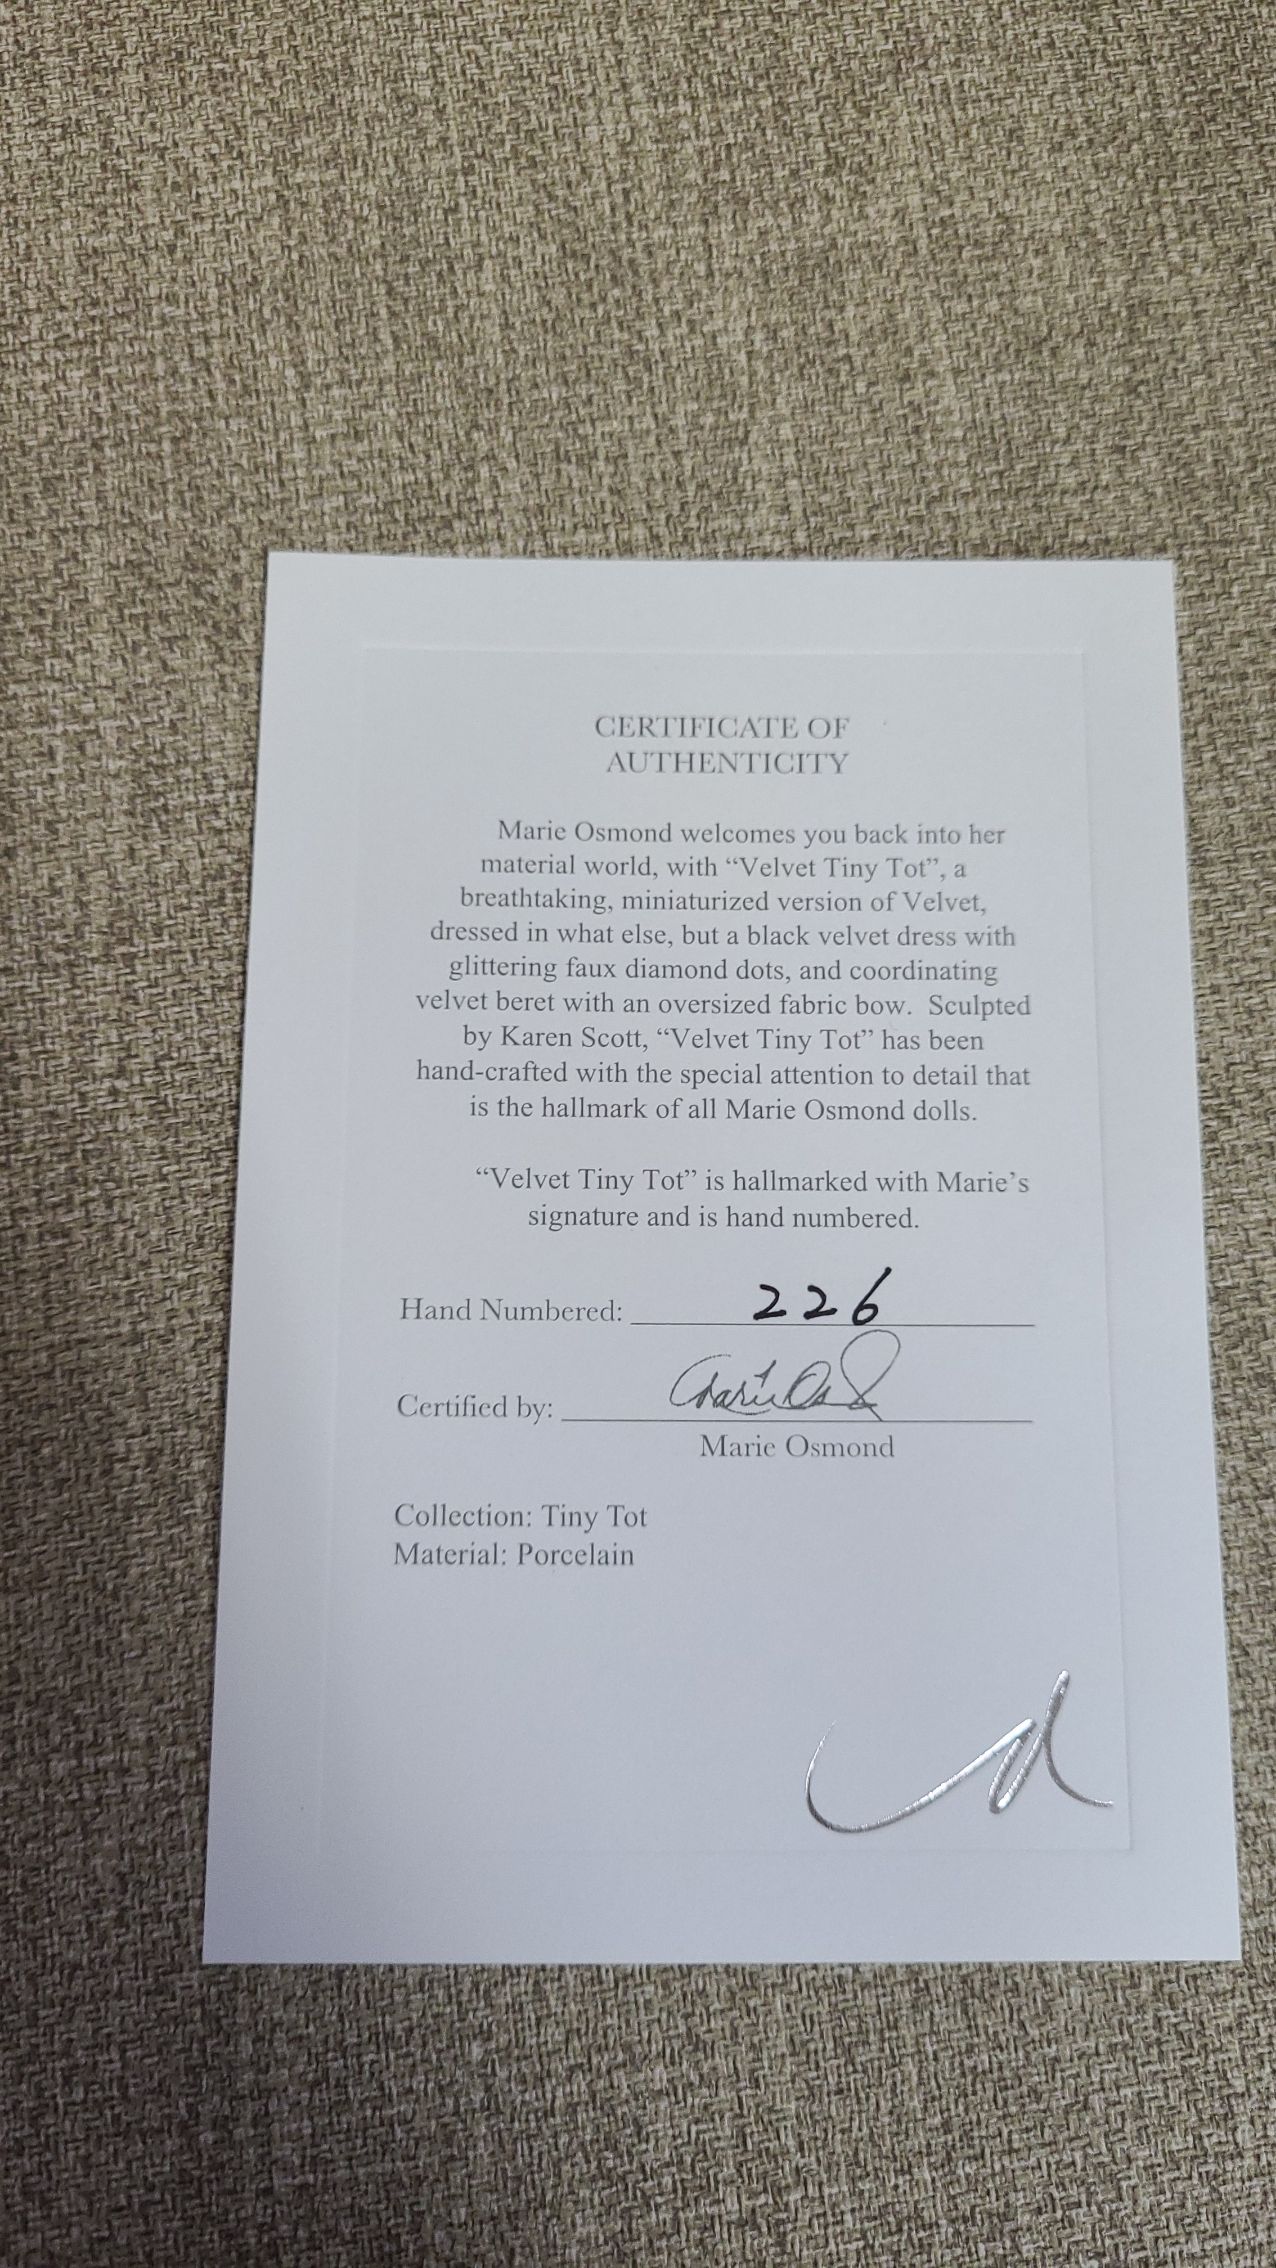 CERTIFICATE OF
AUTHENTICITY
Marie Osmond welcomes you back into her
material world, with “Velvet Tiny Tot”, a
breathtaking, miniaturized version of Velvet,
dressed in what else, but a black velvet dress with
glittering faux diamond dots, and coordinating
velvet beret with an oversized fabric bow.  Sculpted
by Karen Scott, “Velvet Tiny Tot” has been
hand-crafted with the special attention to detail that
is the hallmark of all Marie Osmond dolls.
“Velvet Tiny Tot” is hallmarked with Marie’s
signature and is hand numbered.
Hand Numbered: 226
Certified by: Marie Osmond
Marie Osmond
Collection: Tiny Tot
Material: Porcelain